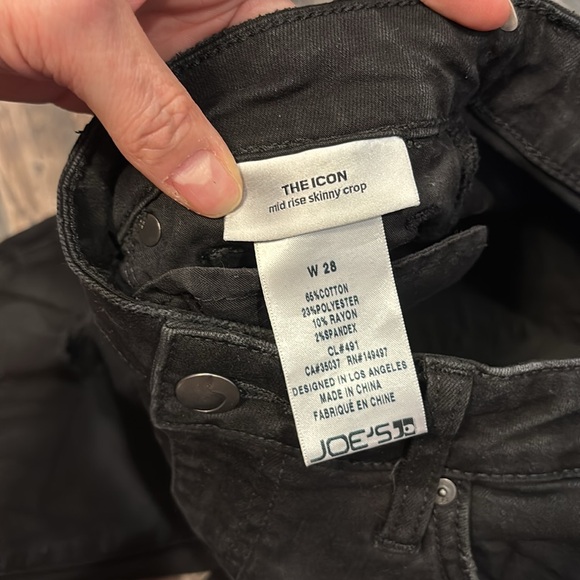 THE ICON
mid rise skinny crop
W 28
65%COTTON
23%POLYESTER
10% RAYON
2%SPANDEX
CL#491
CA#35037 RN#149497
DESIGNED IN LOS ANGELES
MADE IN CHINA
FABRIQUÉ EN CHINE
JOE'S